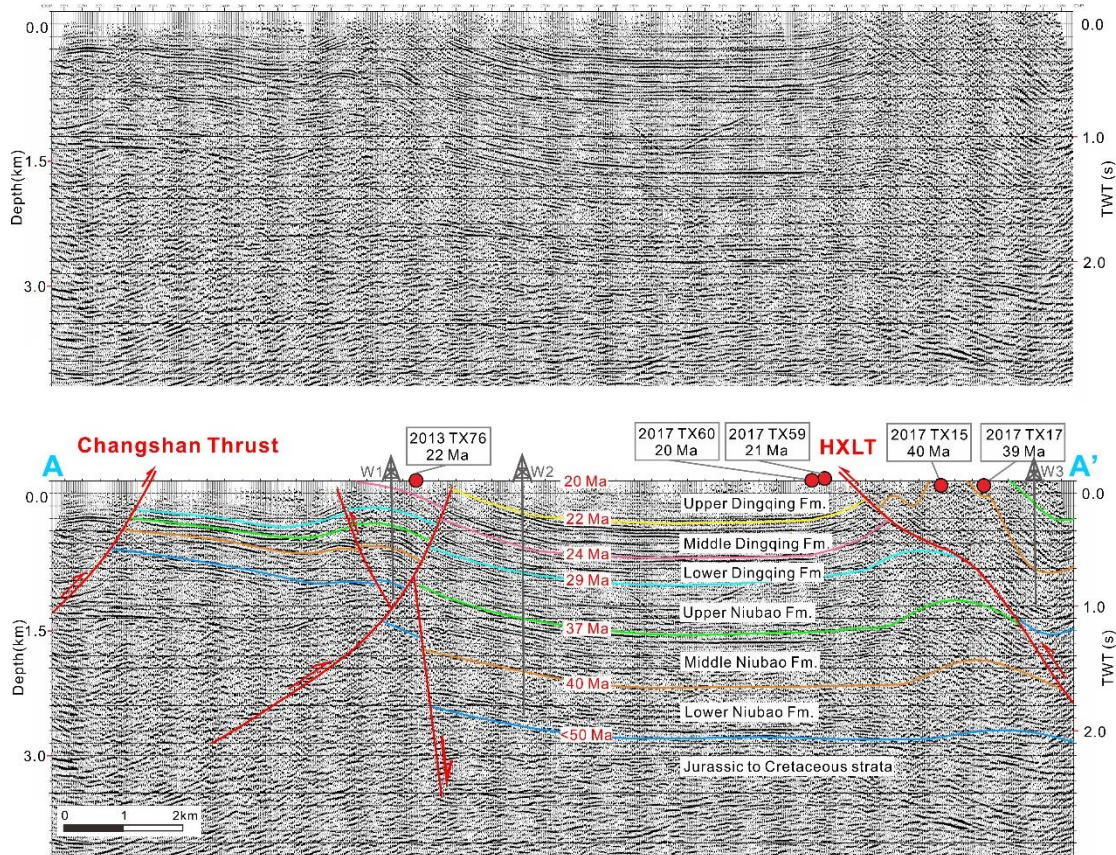 0.0
1.5
3.0
Depth(km)
0.0
1.0
2.0
TWT (s)
A
Changshan Thrust
W1
2013 TX76
22 Ma
W2
2017 TX60
20 Ma
2017 TX59
21 Ma
HXLT
2017 TX15
40 Ma
2017 TX17
39 Ma
W3
A’
20 Ma
0.0
0.0
Upper Dingqing Fm.
22 Ma
Middle Dingqing Fm.
24 Ma
Lower Dingqing Fm
29 Ma
Upper Niubao Fm.
1.0
37 Ma
1.5
Depth(km)
TWT (s)
Middle Niubao Fm.
40 Ma
Lower Niubao Fm.
<50 Ma
2.0
3.0
Jurassic to Cretaceous strata
0 1 2km